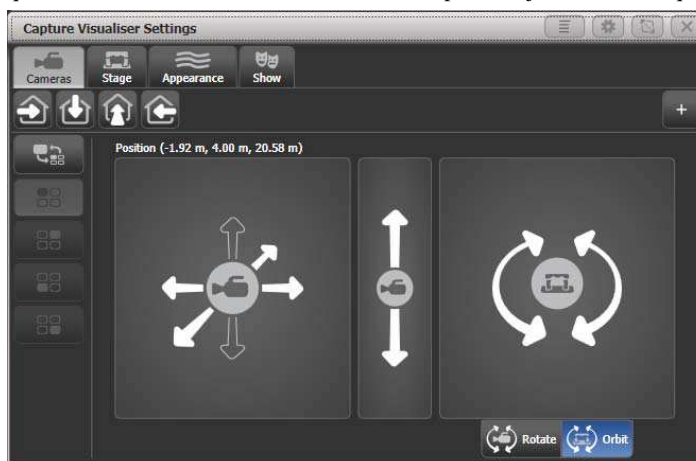 Capture Visualiser Settings
Cameras Stage Appearance Show
+
Position (-1.92 m, 4.00 m, 20.58 m)
Rotate Orbit